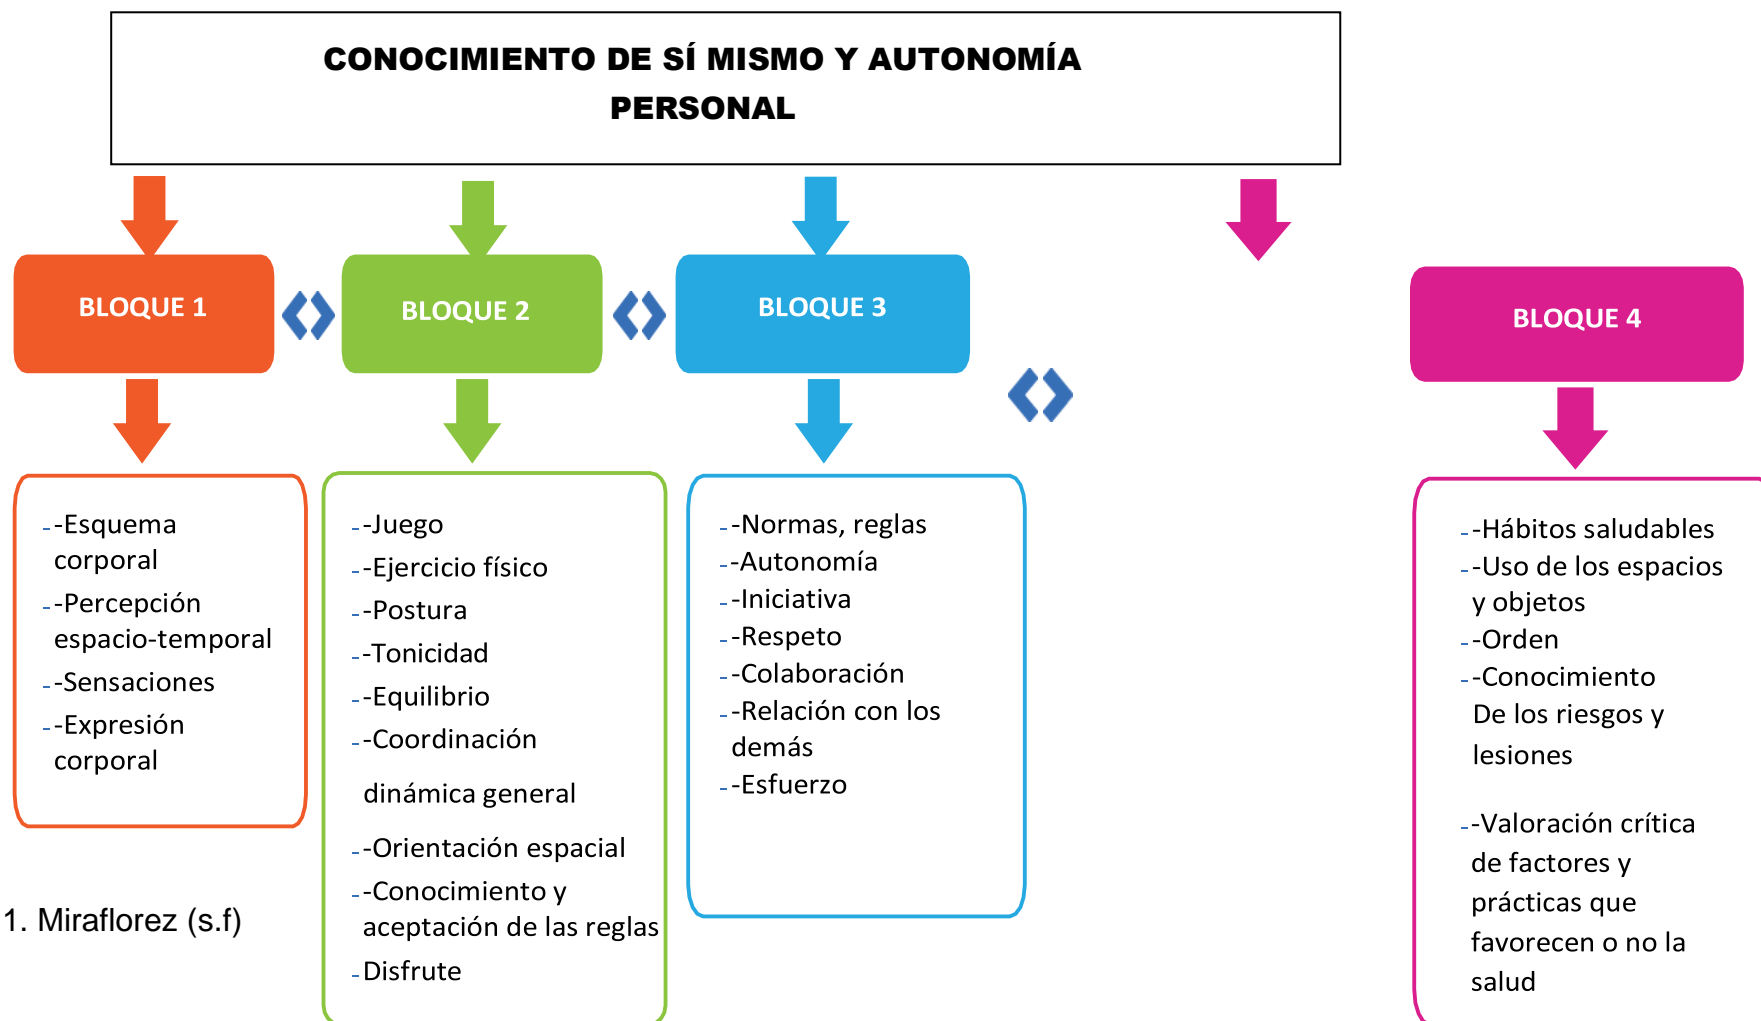 CONOCIMIENTO DE SÍ MISMO Y AUTONOMÍA
PERSONAL
BLOQUE 1
BLOQUE 2
BLOQUE 3
BLOQUE 4
-Esquema
corporal
-Percepción
espacio-temporal
-Sensaciones
-Expresión
corporal
-Juego
-Ejercicio físico
-Postura
-Tonicidad
-Equilibrio
-Coordinación
dinámica general
-Orientación espacial
-Conocimiento y
aceptación de las reglas
-Disfrute
-Normas, reglas
-Autonomía
-Iniciativa
-Respeto
-Colaboración
-Relación con los
demás
-Esfuerzo
-Hábitos saludables
-Uso de los espacios
y objetos
-Orden
-Conocimiento
De los riesgos y
lesiones
-Valoración crítica
de factores y
prácticas que
favorecen o no la
salud
1. Miraflorez (s.f)